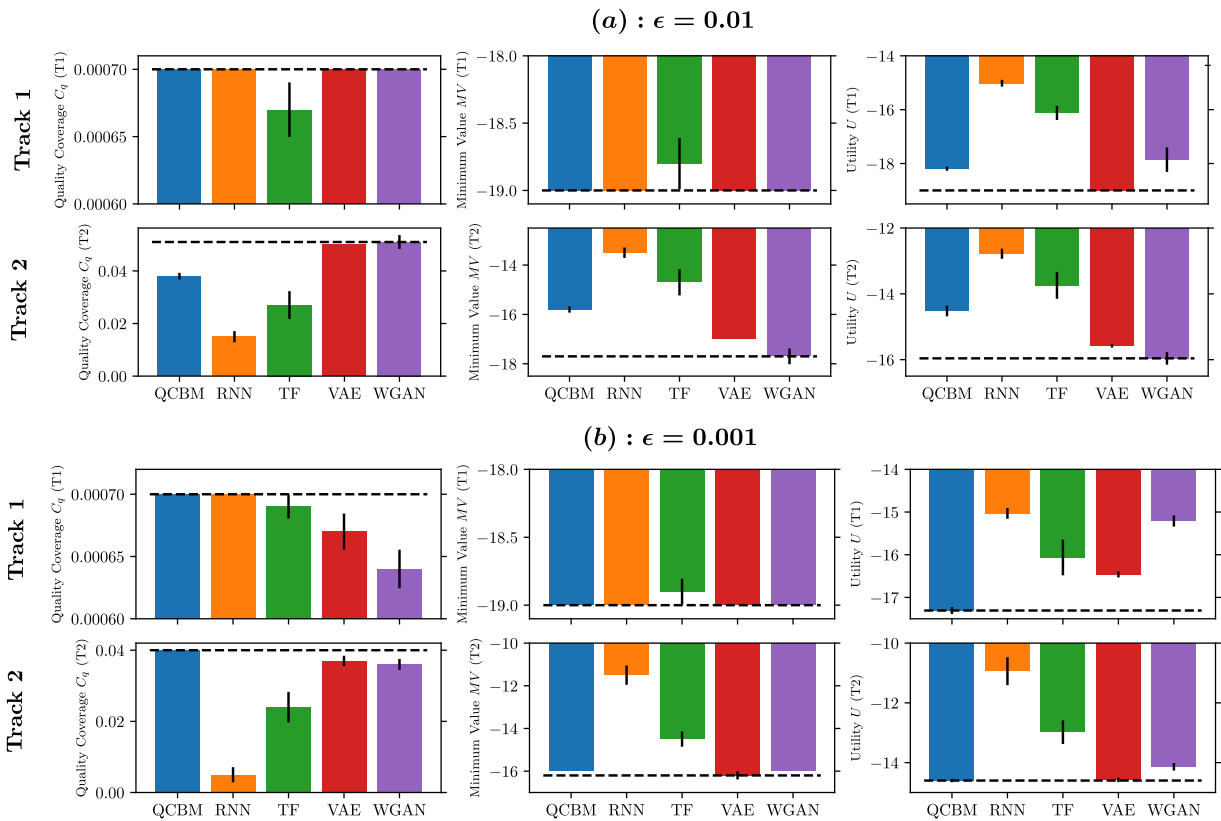 (a) : ϵ = 0.01
Track 1
Quality Coverage C_q (T1)
0.00070
0.00065
0.00060
Minimum Value MV (T1)
−18.0
−18.5
−19.0
Utility U (T1)
−14
−16
−18
Track 2
Quality Coverage C_q (T2)
0.04
0.02
0.00
QCBM RNN TF VAE WGAN
Minimum Value MV (T2)
−14
−16
−18
QCBM RNN TF VAE WGAN
Utility U (T2)
−12
−14
−16
QCBM RNN TF VAE WGAN
(b) : ϵ = 0.001
Track 1
Quality Coverage C_q (T1)
0.00070
0.00065
0.00060
Minimum Value MV (T1)
−18.0
−18.5
−19.0
Utility U (T1)
−14
−15
−16
−17
Track 2
Quality Coverage C_q (T2)
0.04
0.02
0.00
QCBM RNN TF VAE WGAN
Minimum Value MV (T2)
−10
−12
−14
−16
QCBM RNN TF VAE WGAN
Utility U (T2)
−10
−12
−14
QCBM RNN TF VAE WGAN